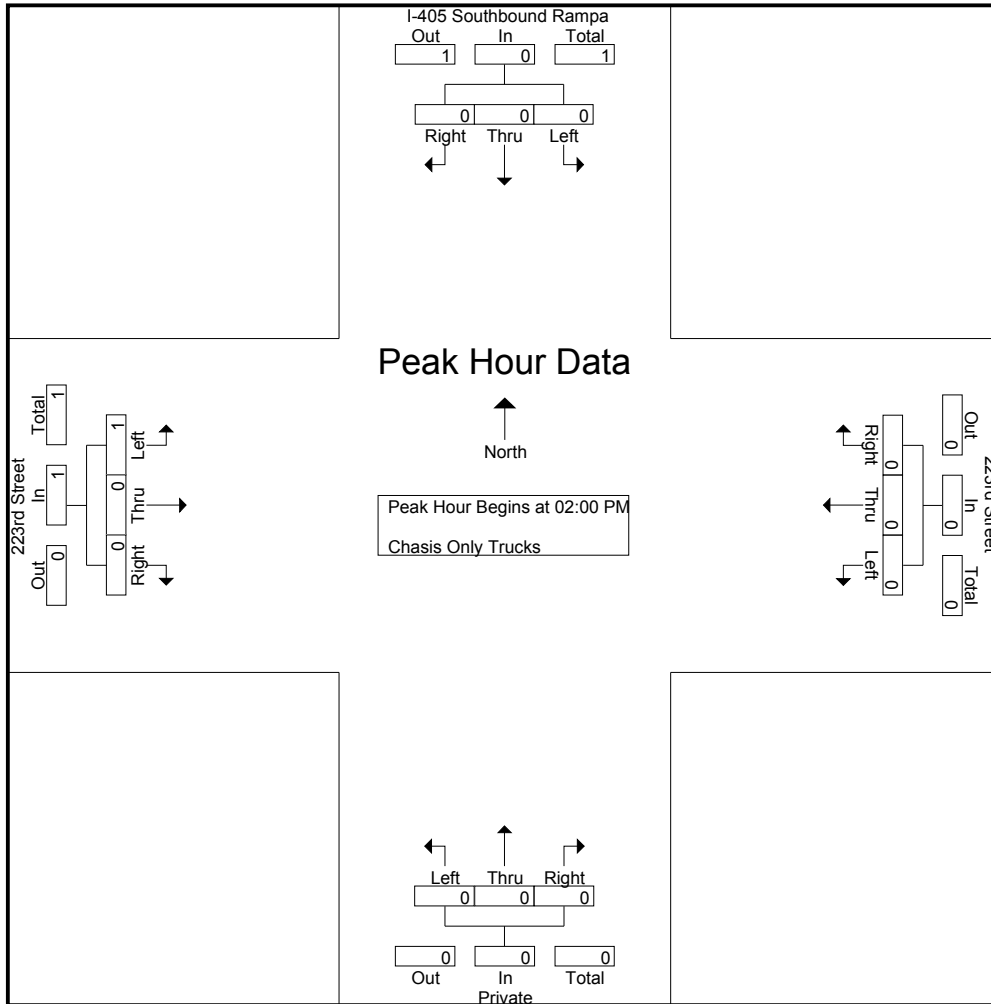 I-405 Southbound Rampa
Out In Total
1 0 1
0 0 0
Right Thru Left
Peak Hour Data
North
Peak Hour Begins at 02:00 PM
Chasis Only Trucks
223rd Street
Out In Total
0 1 1
Left Thru Right
1 0 0
223rd Street
Out In Total
0 0 0
Right Thru Left
0 0 0
Left Thru Right
0 0 0
0 0 0
Out In Total
Private